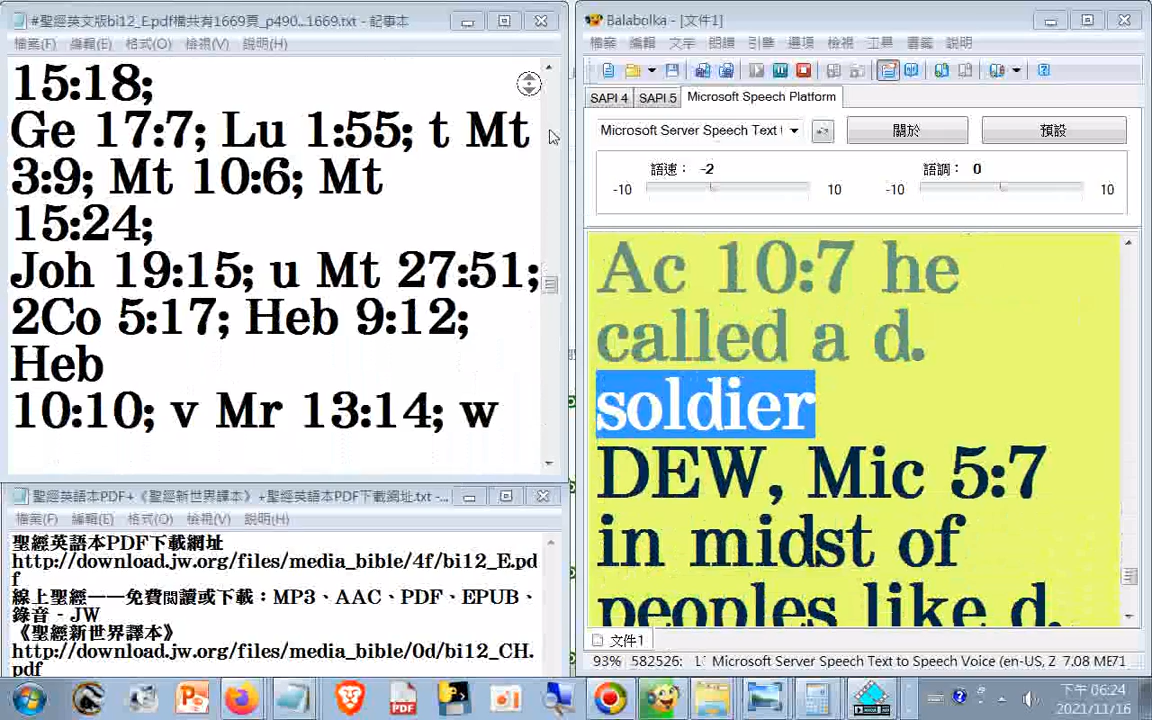 #聖經英文版bi12_Epdf檔共有1669頁_p490...1669.txt - 記事本
檔案(F) 編輯(E) 格式(O) 檢視(V) 說明(H)
15:18;
Ge 17:7; Lu 1:55; t Mt
3:9; Mt 10:6; Mt
15:24;
Joh 19:15; u Mt 27:51;
2Co 5:17; Heb 9:12;
Heb
10:10; v Mr 13:14; w
聖經英語本PDF+《聖經新世界譯本》+聖經英語本PDF下載網址.txt -...
檔案(F) 編輯(E) 格式(O) 檢視(V) 說明(H)
聖經英語本PDF下載網址
http://download.jw.org/files/media_bible/4f/bi12_E.pd
f
線上聖經——免費閱讀或下載：MP3、AAC、PDF、EPUB、
錄音 - JW
《聖經新世界譯本》
http://download.jw.org/files/media_bible/0d/bi12_CH.
pdf
Balabolka - [文件1]
檔案 編輯 文字 朗讀 引擎 選項 檢視 工具 書籤 說明
SAPI 4 SAPI 5 Microsoft Speech Platform
Microsoft Server Speech Text 關於 預設
語速： -2 語調： 0
-10 10 -10 10
Ac 10:7 he
called a d.
soldier
DEW, Mic 5:7
in midst of
peoples like d.
文件1
93% 582526: Microsoft Server Speech Text to Speech Voice (en-US, Z 7.08 ME71
下午 06:24
2021/11/16